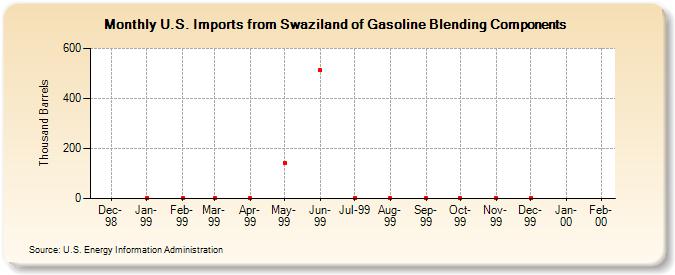 Monthly U.S. Imports from Swaziland of Gasoline Blending Components
Thousand Barrels
600
400
200
0
Dec-98
Jan-99
Feb-99
Mar-99
Apr-99
May-99
Jun-99
Jul-99
Aug-99
Sep-99
Oct-99
Nov-99
Dec-99
Jan-00
Feb-00
Source: U.S. Energy Information Administration